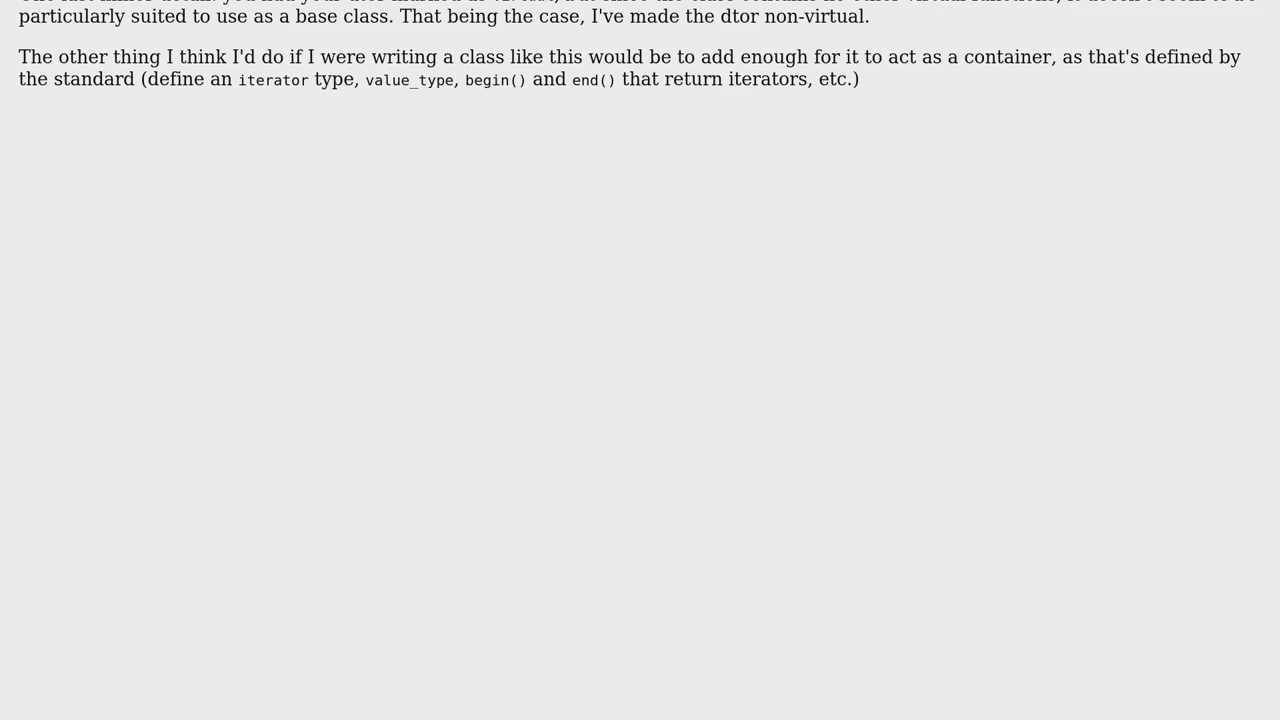 particularly suited to use as a base class. That being the case, I've made the dtor non-virtual.
The other thing I think I'd do if I were writing a class like this would be to add enough for it to act as a container, as that's defined by
the standard (define an iterator type, value_type, begin() and end() that return iterators, etc.)